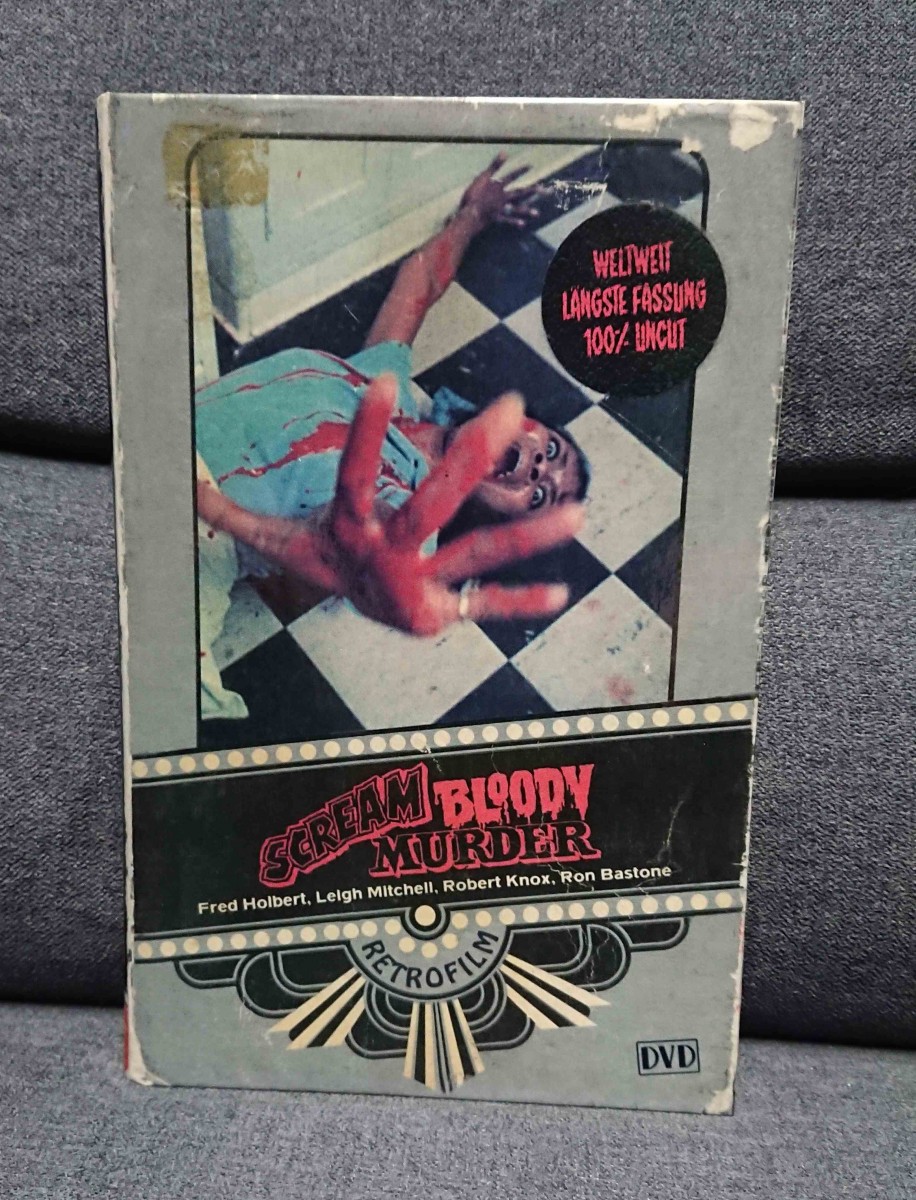 WELTWEIT
LÄNGSTE FASSUNG
100% UNCUT
SCREAM BLOODY
MURDER
Fred Holbert, Leigh Mitchell, Robert Knox, Ron Bastone
RETROFILM
DVD